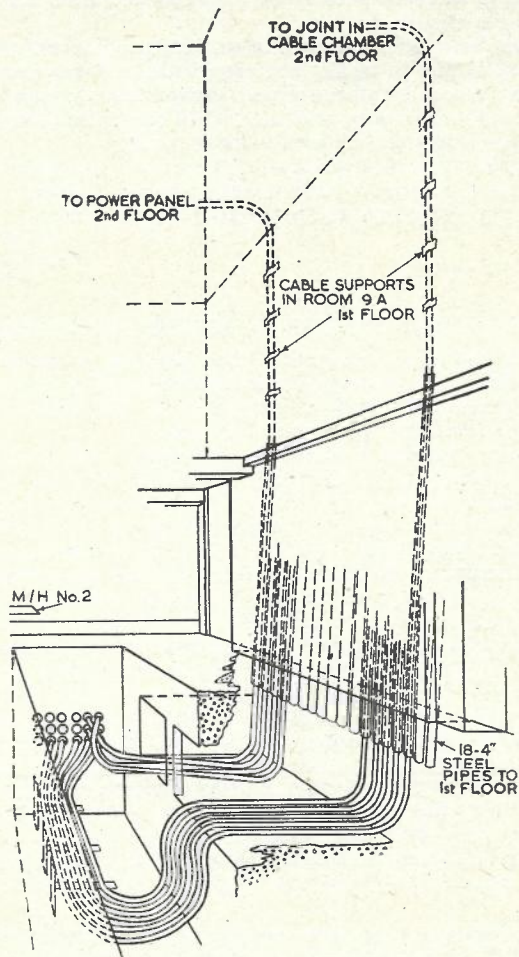 TO JOINT IN
CABLE CHAMBER
2nd FLOOR
TO POWER PANEL
2nd FLOOR
CABLE SUPPORTS
IN ROOM 9A
1st FLOOR
M/H No.2
18-4"
STEEL
PIPES TO
1st FLOOR